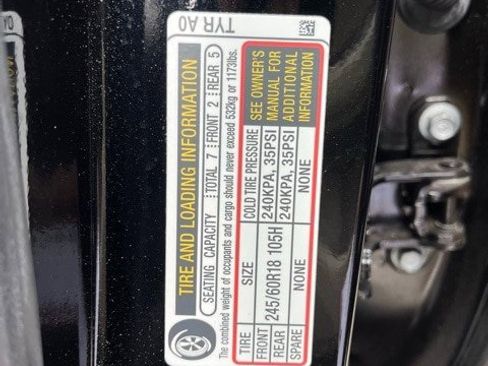 TIRE AND LOADING INFORMATION
SEATING CAPACITY TOTAL 7 FRONT 2 REAR 5
The combined weight of occupants and cargo should never exceed 532kg or 1173lbs.
TIRE SIZE COLD TIRE PRESSURE
FRONT 245/60R18 105H 240KPA, 35PSI
REAR 240KPA, 35PSI
SPARE NONE NONE
SEE OWNER'S
MANUAL FOR
ADDITIONAL
INFORMATION
TYR A0